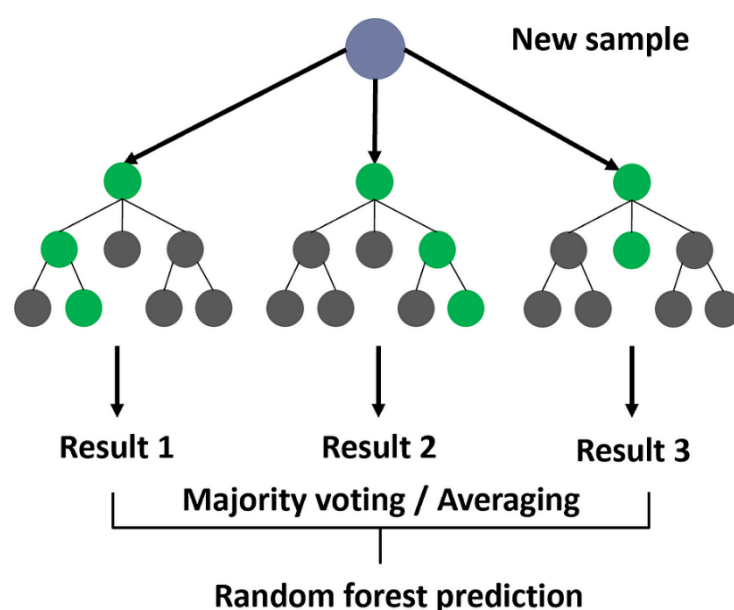 New sample
Result 1
Result 2
Result 3
Majority voting / Averaging
Random forest prediction